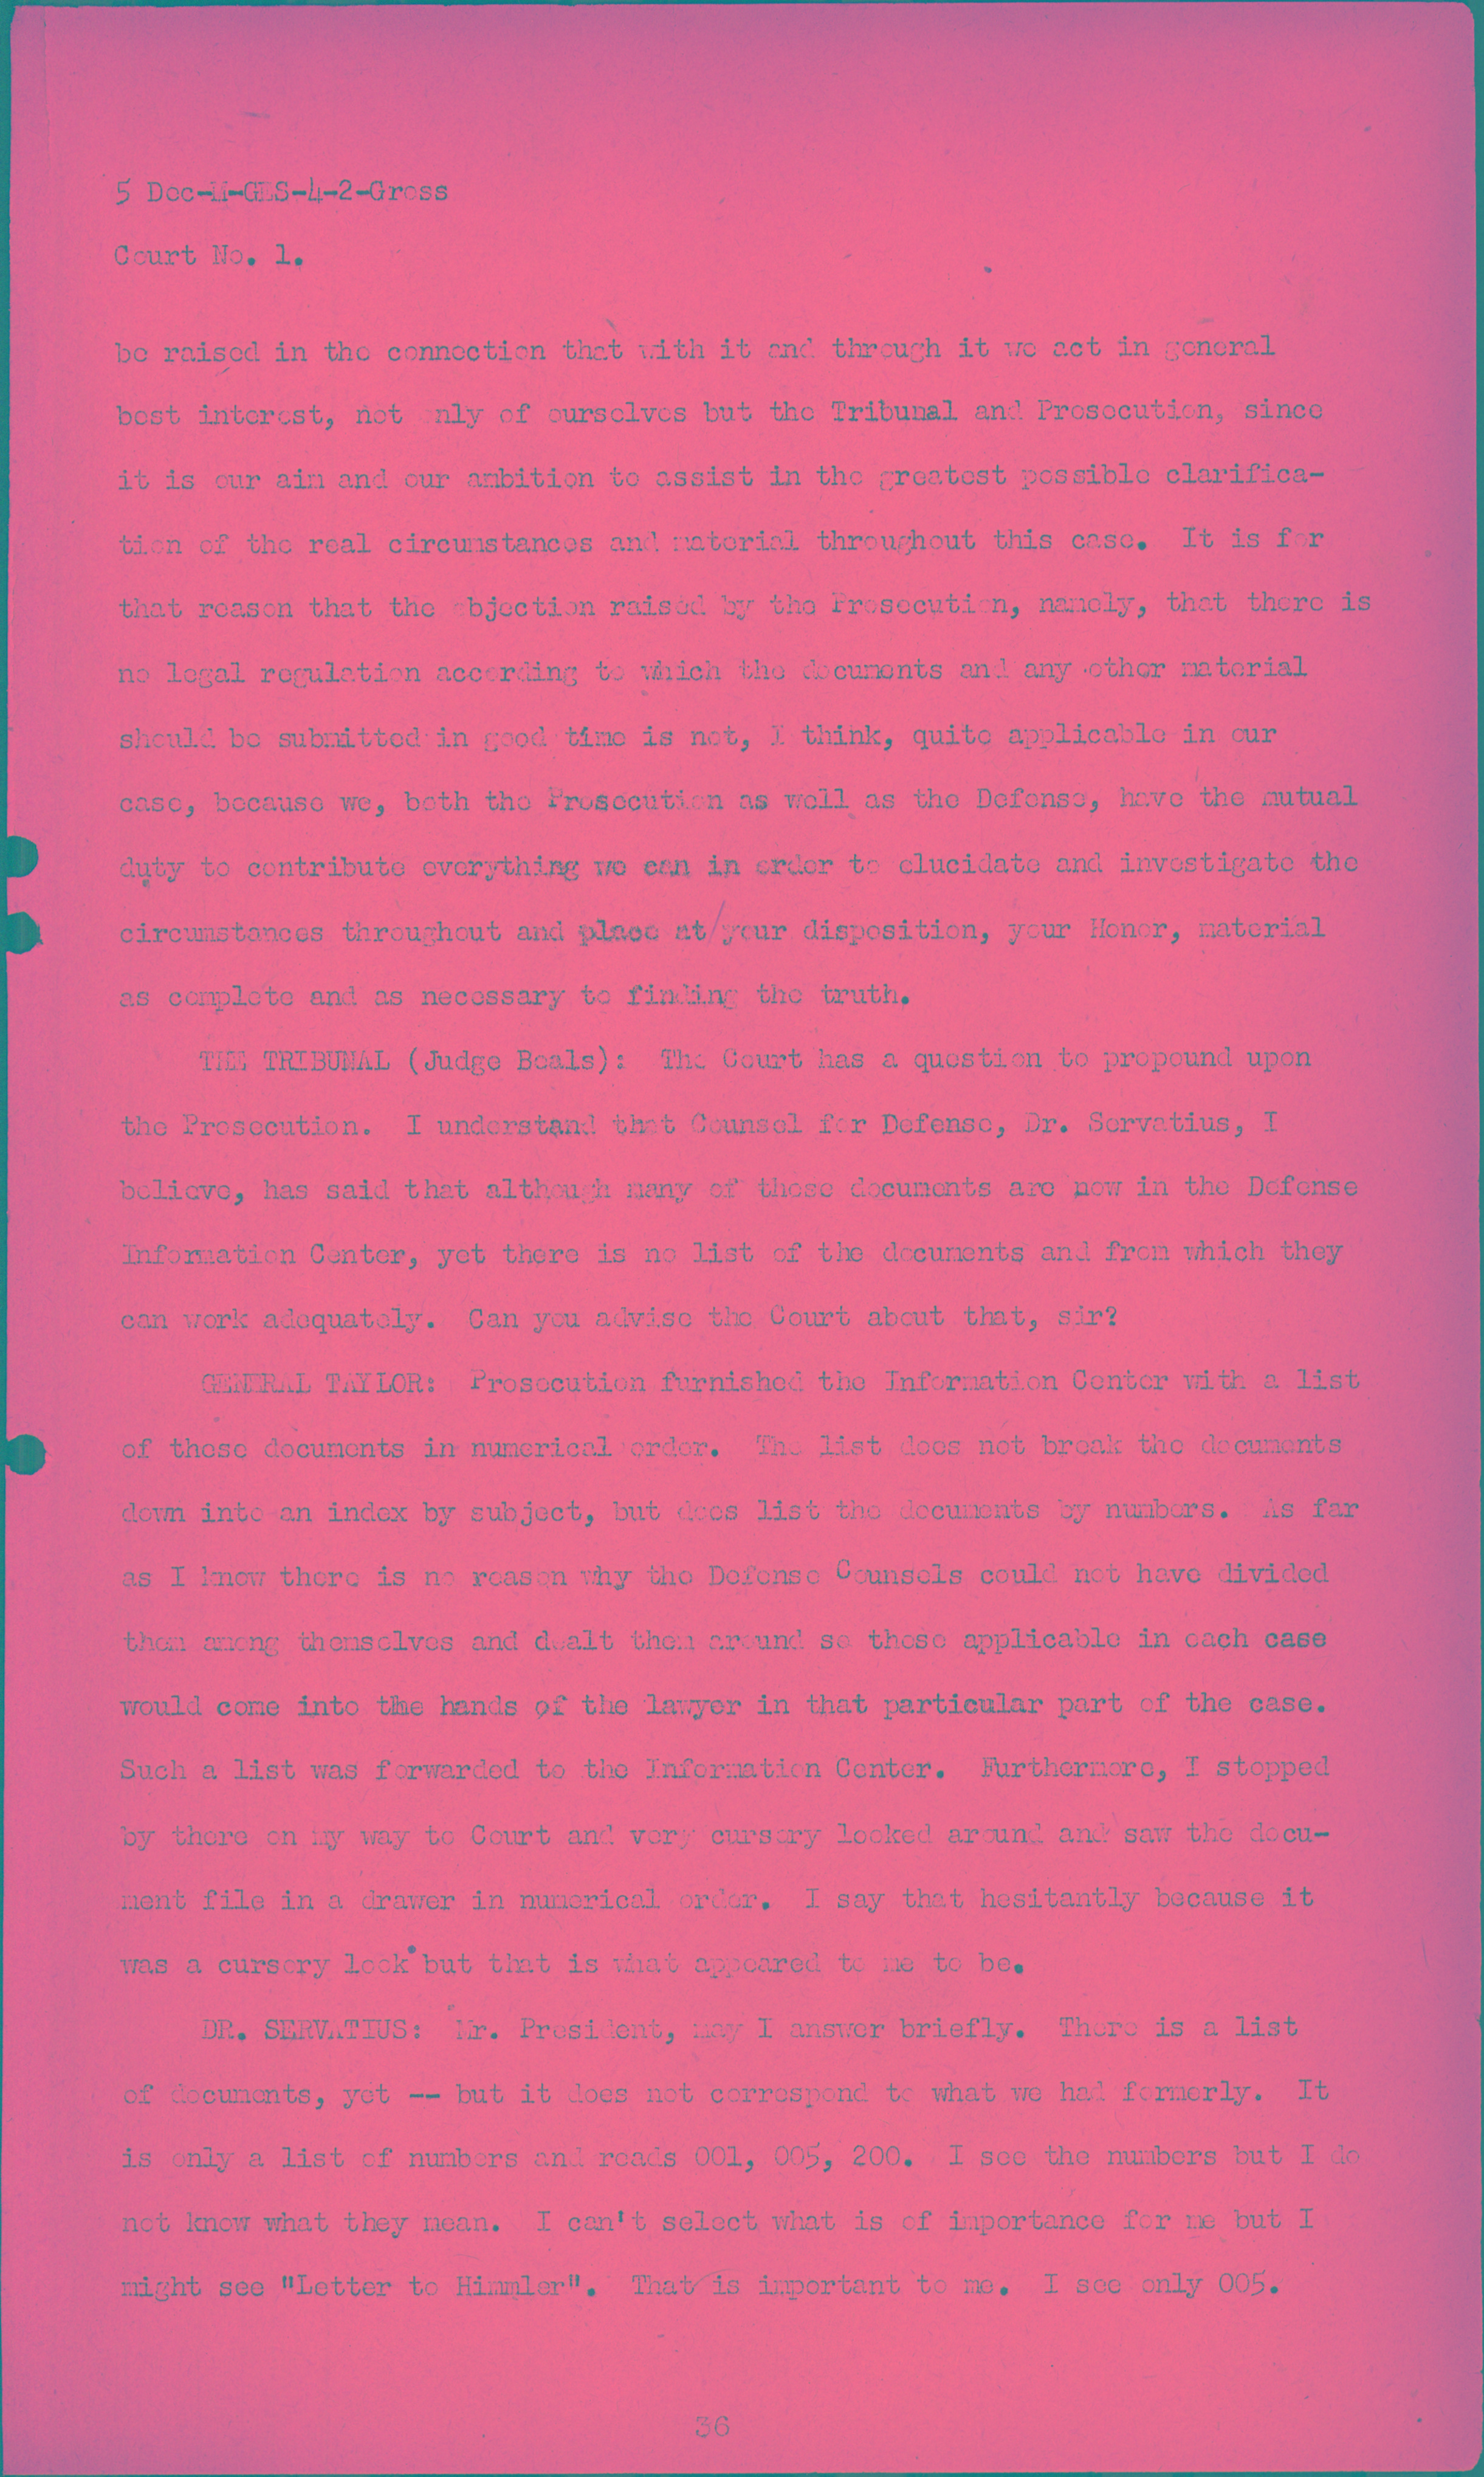 5 Dec-M-GES-4-2-Gross
Court No. 1.
be raised in the connection that with it and through it we act in general
best interest, not only of ourselves but the Tribunal and Prosecution, since
it is our aim and our ambition to assist in the greatest possible clarifica-
tion of the real circumstances and material throughout this case. It is for
that reason that the objection raised by the Prosecution, namely, that there is
no legal regulation according to which the documents and any other material
should be submitted in good time is not, I think, quite applicable in our
case, because we, both the Prosecution as well as the Defense, have the mutual
duty to contribute everything we can in order to elucidate and investigate the
circumstances throughout and place at/your disposition, your Honor, material
as complete and as necessary to finding the truth.
THE TRIBUNAL (Judge Beals): The Court has a question to propound upon
the Prosecution. I understand that Counsel for Defense, Dr. Servatius, I
believe, has said that although many of these documents are now in the Defense
Information Center, yet there is no list of the documents and from which they
can work adequately. Can you advise the Court about that, sir?
GENERAL TAYLOR: Prosecution furnished the Information Center with a list
of these documents in numerical order. The list does not break the documents
down into an index by subject, but does list the documents by numbers. As far
as I know there is no reason why the Defense Counsels could not have divided
them among themselves and dealt them around so those applicable in each case
would come into the hands of the lawyer in that particular part of the case.
Such a list was forwarded to the Information Center. Furthermore, I stopped
by there on my way to Court and very cursory looked around and saw the docu-
ment file in a drawer in numerical order. I say that hesitantly because it
was a cursory look but that is what appeared to me to be.
DR. SERVATIUS: Mr. President, may I answer briefly. There is a list
of documents, yet -- but it does not correspond to what we had formerly. It
is only a list of numbers and reads 001, 005, 200. I see the numbers but I do
not know what they mean. I can't select what is of importance for me but I
might see "Letter to Himmler". That is important to me. I see only 005.
36